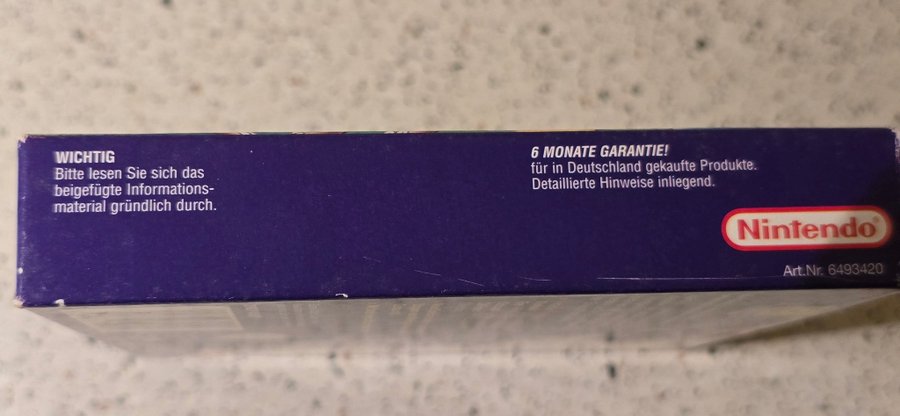 WICHTIG
Bitte lesen Sie sich das
beigefügte Informations-
material gründlich durch.
6 MONATE GARANTIE!
für in Deutschland gekaufte Produkte.
Detaillierte Hinweise inliegend.
Nintendo®
Art.Nr. 6493420